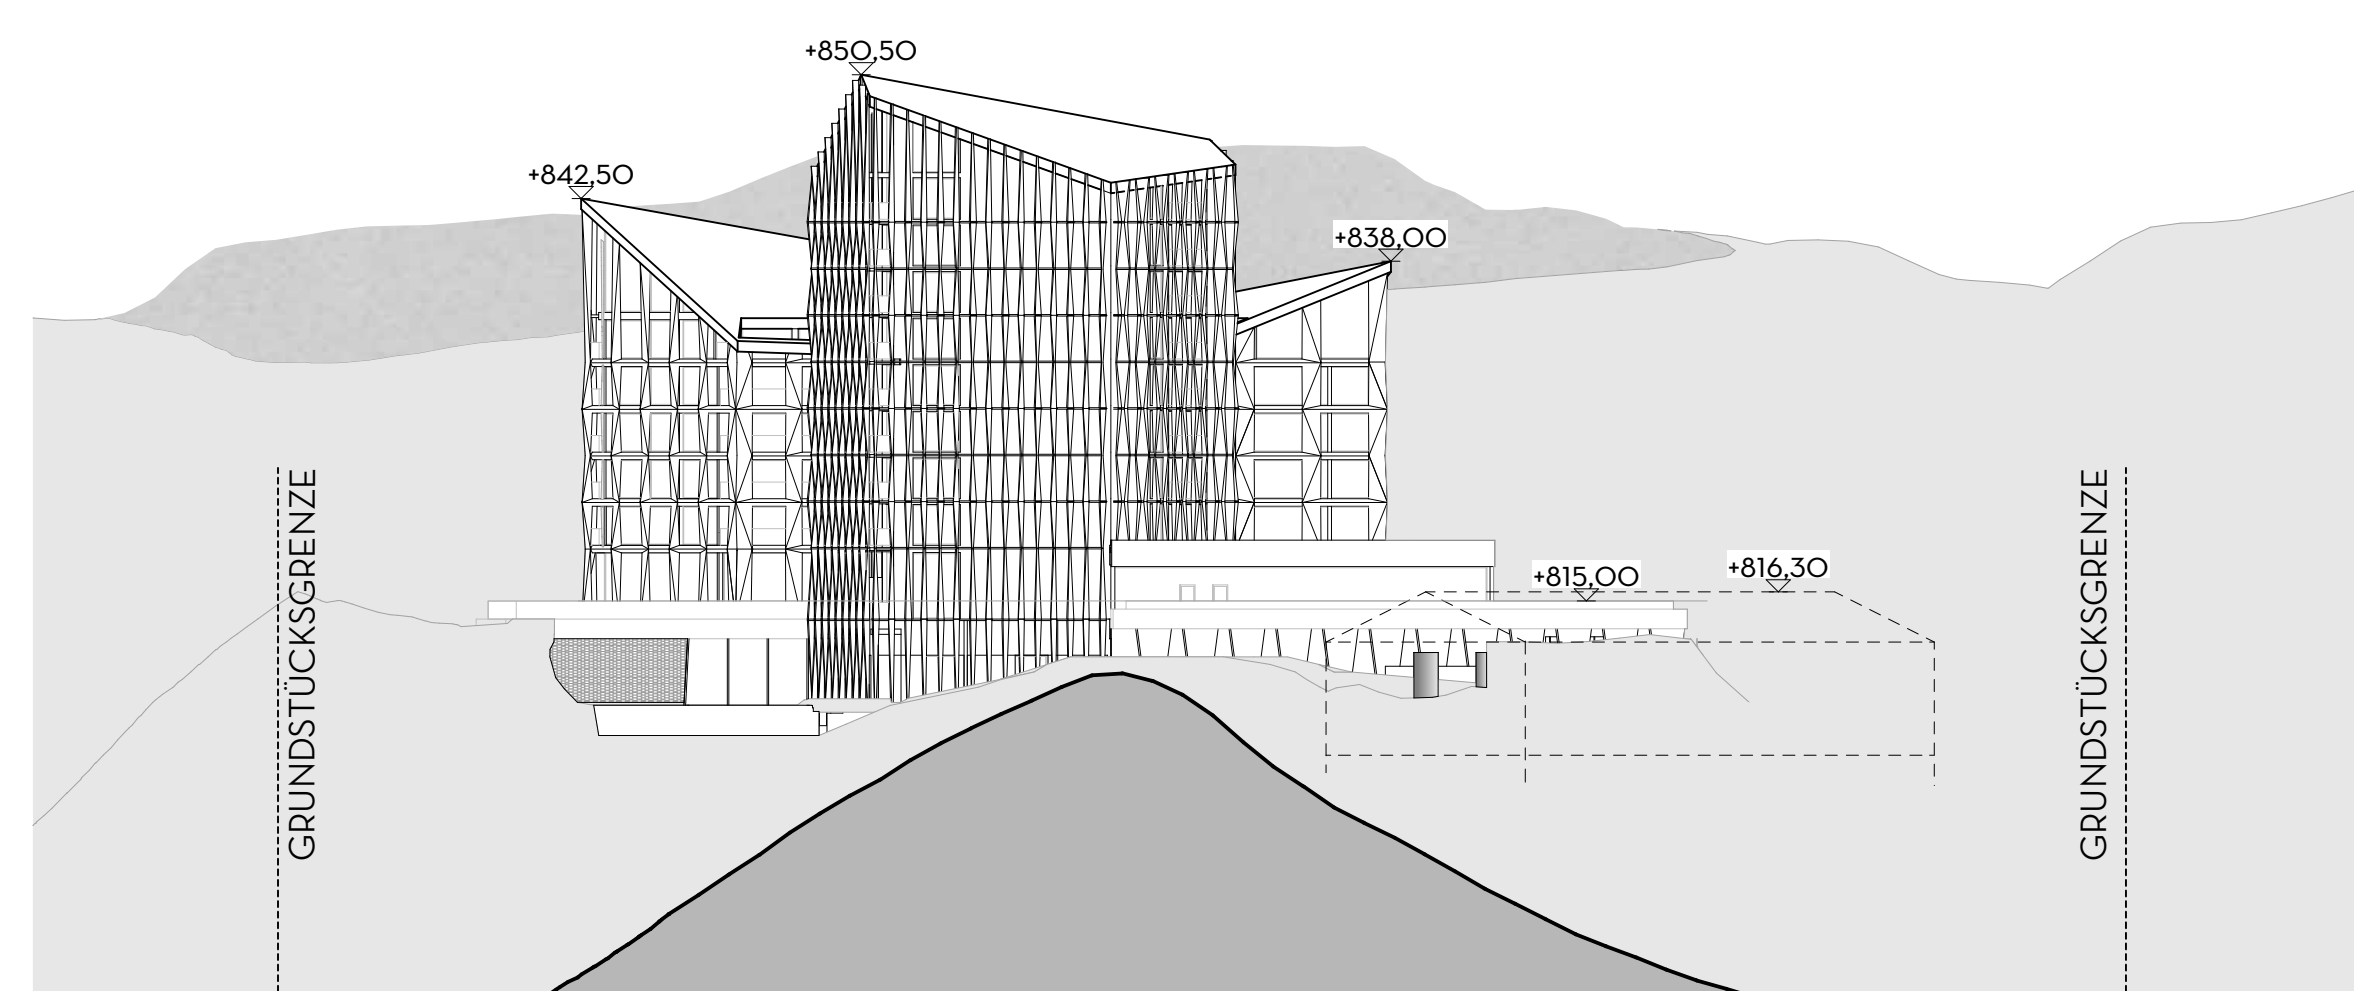 +850,50
+842,50
+838,00
+815,00
+816,30
GRUNDSTÜCKSGRENZE
GRUNDSTÜCKSGRENZE